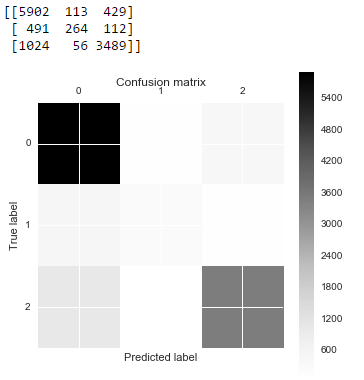 [[5902 113 429]
[ 491 264 112]
[1024 56 3489]]
Confusion matrix
0 1 2
0
1
2
True label
Predicted label
5400
4800
4200
3600
3000
2400
1800
1200
600